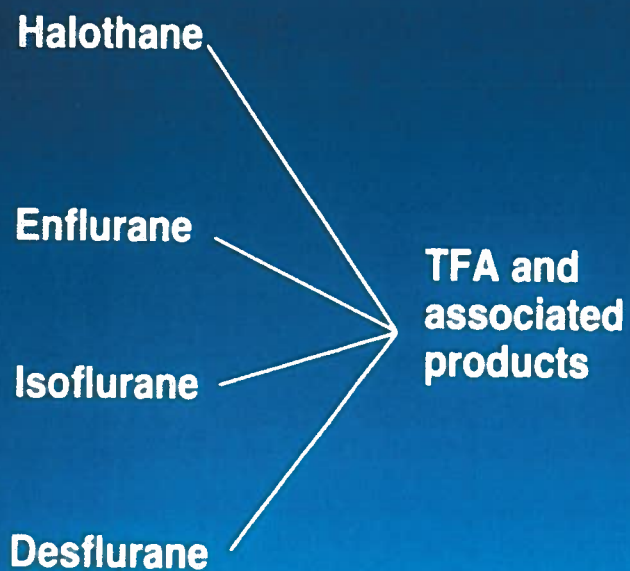 Halothane
Enflurane
TFA and
associated
products
Isoflurane
Desflurane